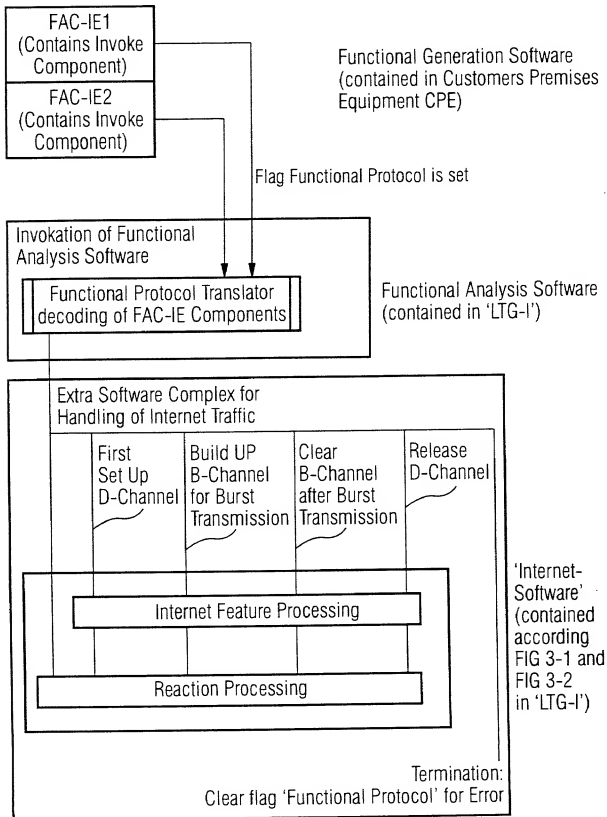 FAC-IE1
(Contains Invoke
Component)
FAC-IE2
(Contains Invoke
Component)
Functional Generation Software
(contained in Customers Premises
Equipment CPE)
Flag Functional Protocol is set
Invokation of Functional
Analysis Software
Functional Protocol Translator
decoding of FAC-IE Components
Functional Analysis Software
(contained in 'LTG-I')
Extra Software Complex for
Handling of Internet Traffic
First
Set Up
D-Channel
Build UP
B-Channel
for Burst
Transmission
Clear
B-Channel
after Burst
Transmission
Release
D-Channel
Internet Feature Processing
Reaction Processing
'Internet-
Software'
(contained
according
FIG 3-1 and
FIG 3-2
in 'LTG-I')
Termination:
Clear flag 'Functional Protocol' for Error